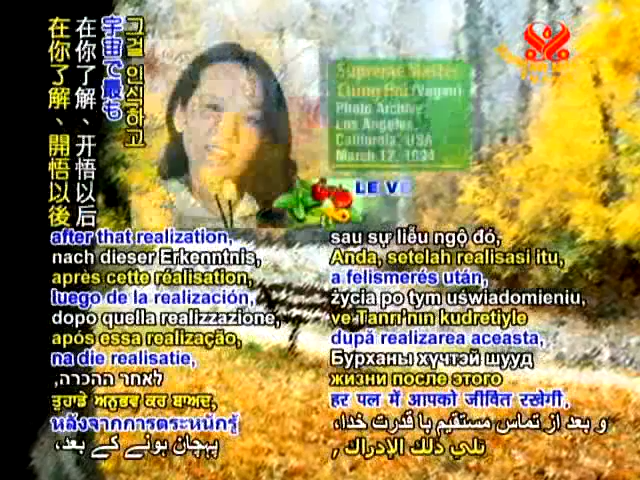 그걸 인식하고
宇宙で最も
在你了解、开悟以后
在你了解、開悟以後
Supreme Master
Ching Hai (Vegan)
Photo Archive
Los Angeles,
California, USA
March 12, 1994
LE VE
after that realization,
nach dieser Erkenntnis,
après cette réalisation,
luego de la realización,
dopo quella realizzazione,
após essa realização,
na die realisatie,
לאחר ההכרה,
ਤੁਹਾਡੇ ਅਨੁਭਵ ਕਰ ਬਾਅਦ,
หลังจากการตระหนักรู้
پہچان ہونے کے بعد،
sau sự liễu ngộ đó,
Anda, setelah realisasi itu,
a felismerés után,
życia po tym uświadomieniu,
ve Tanrı'nın kudretiyle
după realizarea aceasta,
Бурханы хүчтэй шууд
жизни после этого
हर पल में आपको जीवित रखेगी,
و بعد از تماس مستقیم با قدرت خدا،
تلي ذلك الإدراك ,